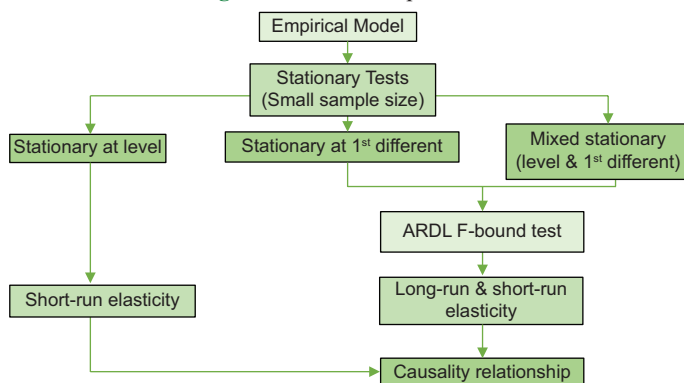 Empirical Model
Stationary Tests
(Small sample size)
Stationary at level
Stationary at 1st different
Mixed stationary
(level & 1st different)
ARDL F-bound test
Short-run elasticity
Long-run & short-run
elasticity
Causality relationship